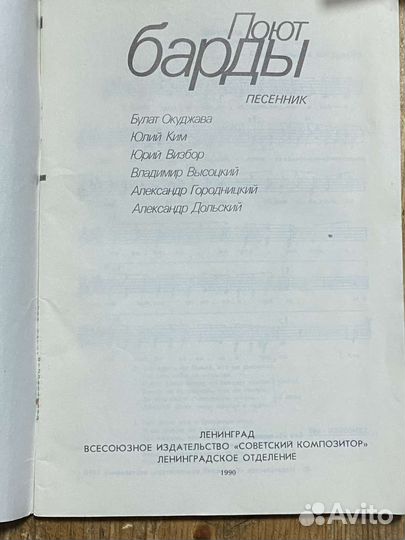 Поют
барды
ПЕСЕННИК
Булат Окуджава
Юлий Ким
Юрий Визбор
Владимир Высоцкий
Александр Городницкий
Александр Дольский
ЛЕНИНГРАД
ВСЕСОЮЗНОЕ ИЗДАТЕЛЬСТВО «СОВЕТСКИЙ КОМПОЗИТОР»
ЛЕНИНГРАДСКОЕ ОТДЕЛЕНИЕ
1990
Avito